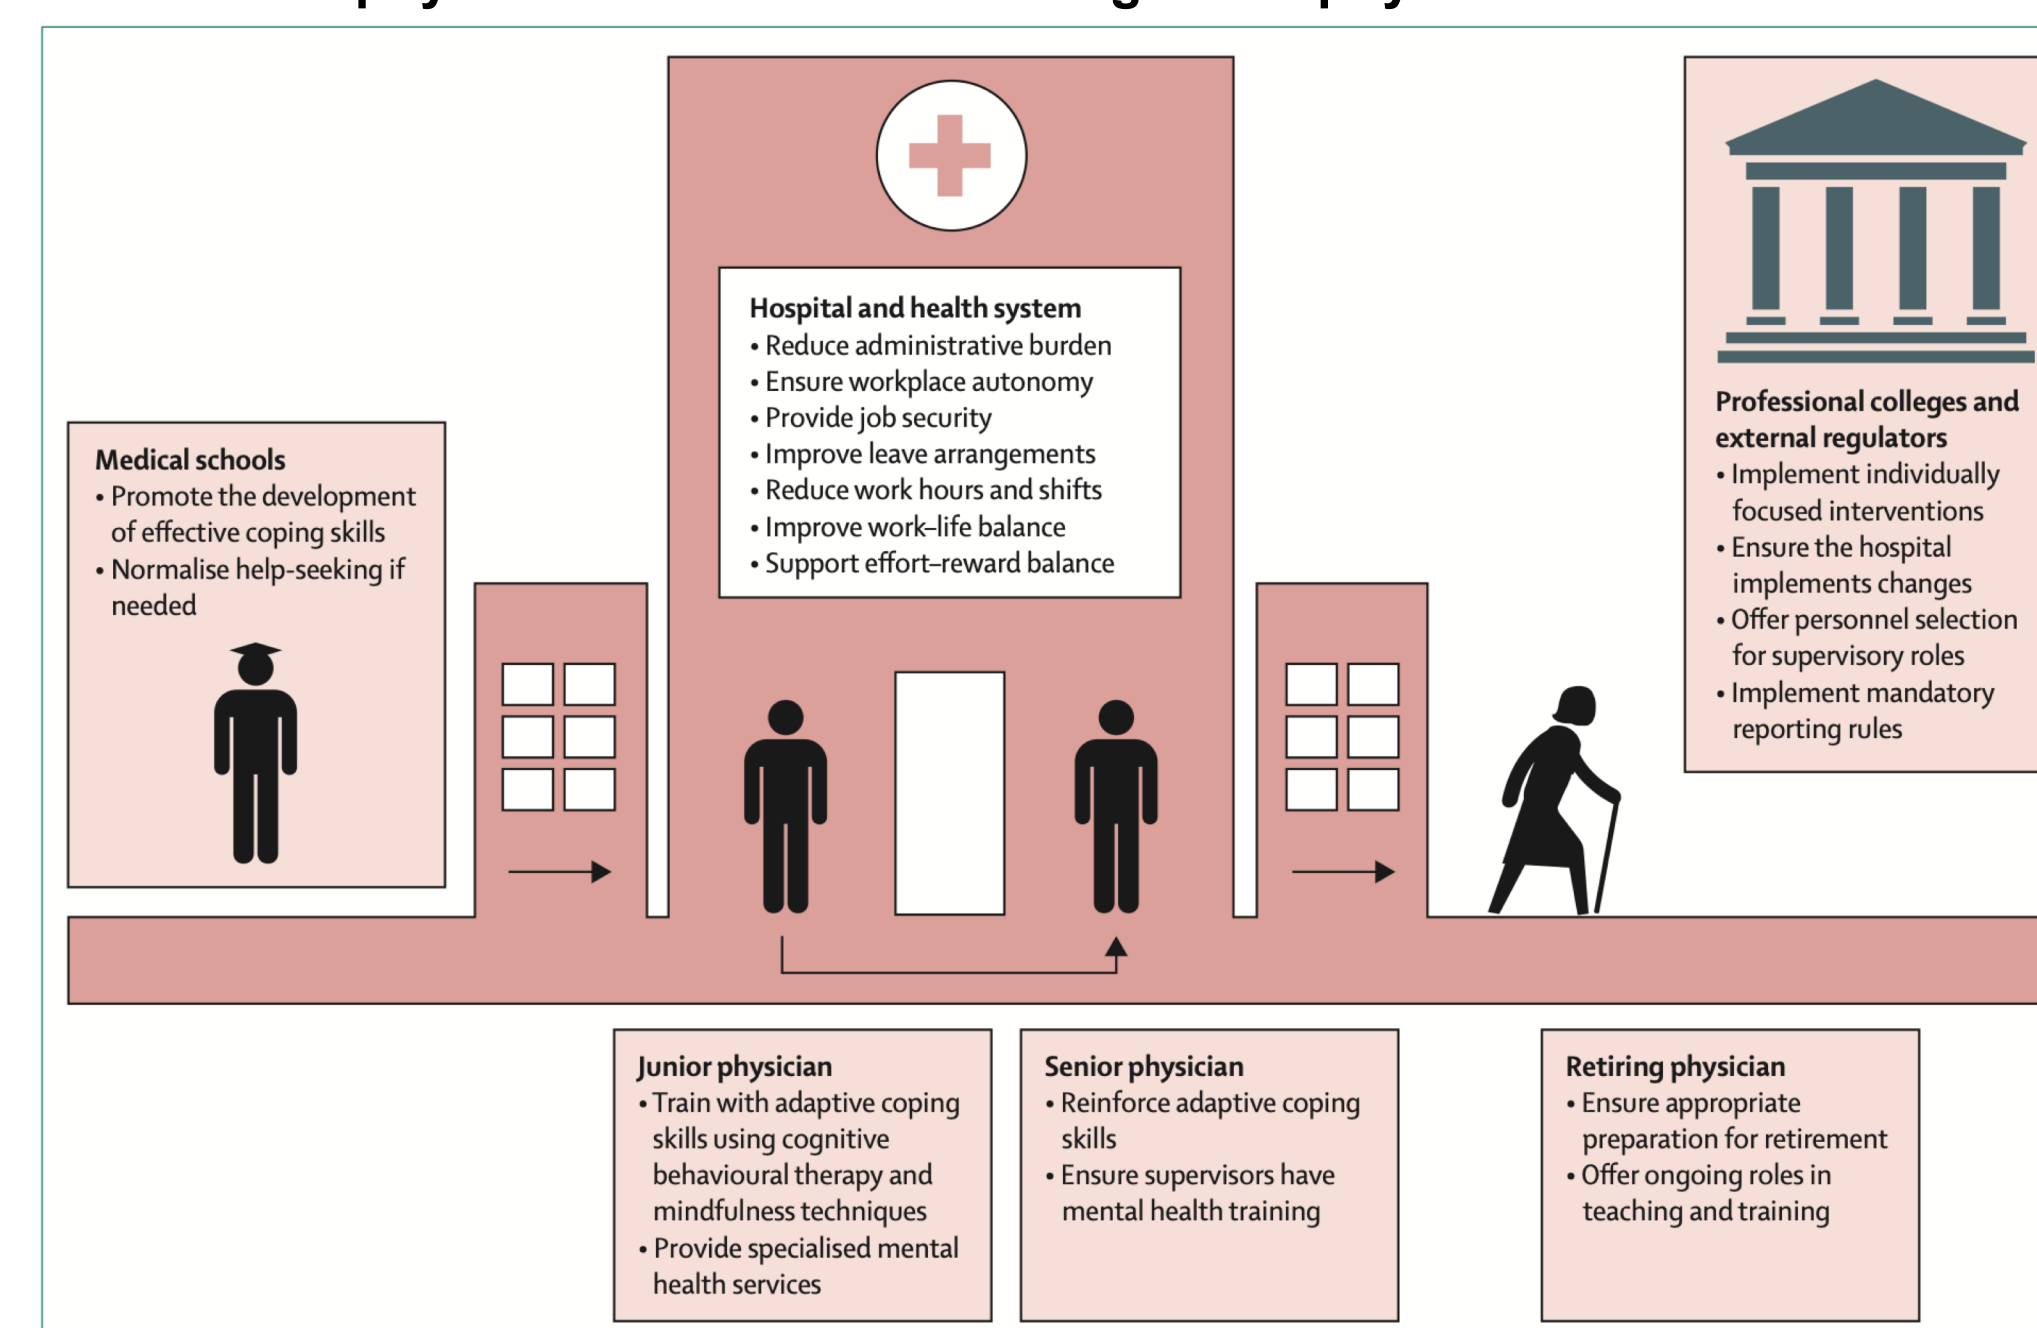 Medical schools
• Promote the development
of effective coping skills
• Normalise help-seeking if
needed
Hospital and health system
• Reduce administrative burden
• Ensure workplace autonomy
• Provide job security
• Improve leave arrangements
• Reduce work hours and shifts
• Improve work–life balance
• Support effort–reward balance
Professional colleges and
external regulators
• Implement individually
focused interventions
• Ensure the hospital
implements changes
• Offer personnel selection
for supervisory roles
• Implement mandatory
reporting rules
Junior physician
• Train with adaptive coping
skills using cognitive
behavioural therapy and
mindfulness techniques
• Provide specialised mental
health services
Senior physician
• Reinforce adaptive coping
skills
• Ensure supervisors have
mental health training
Retiring physician
• Ensure appropriate
preparation for retirement
• Offer ongoing roles in
teaching and training